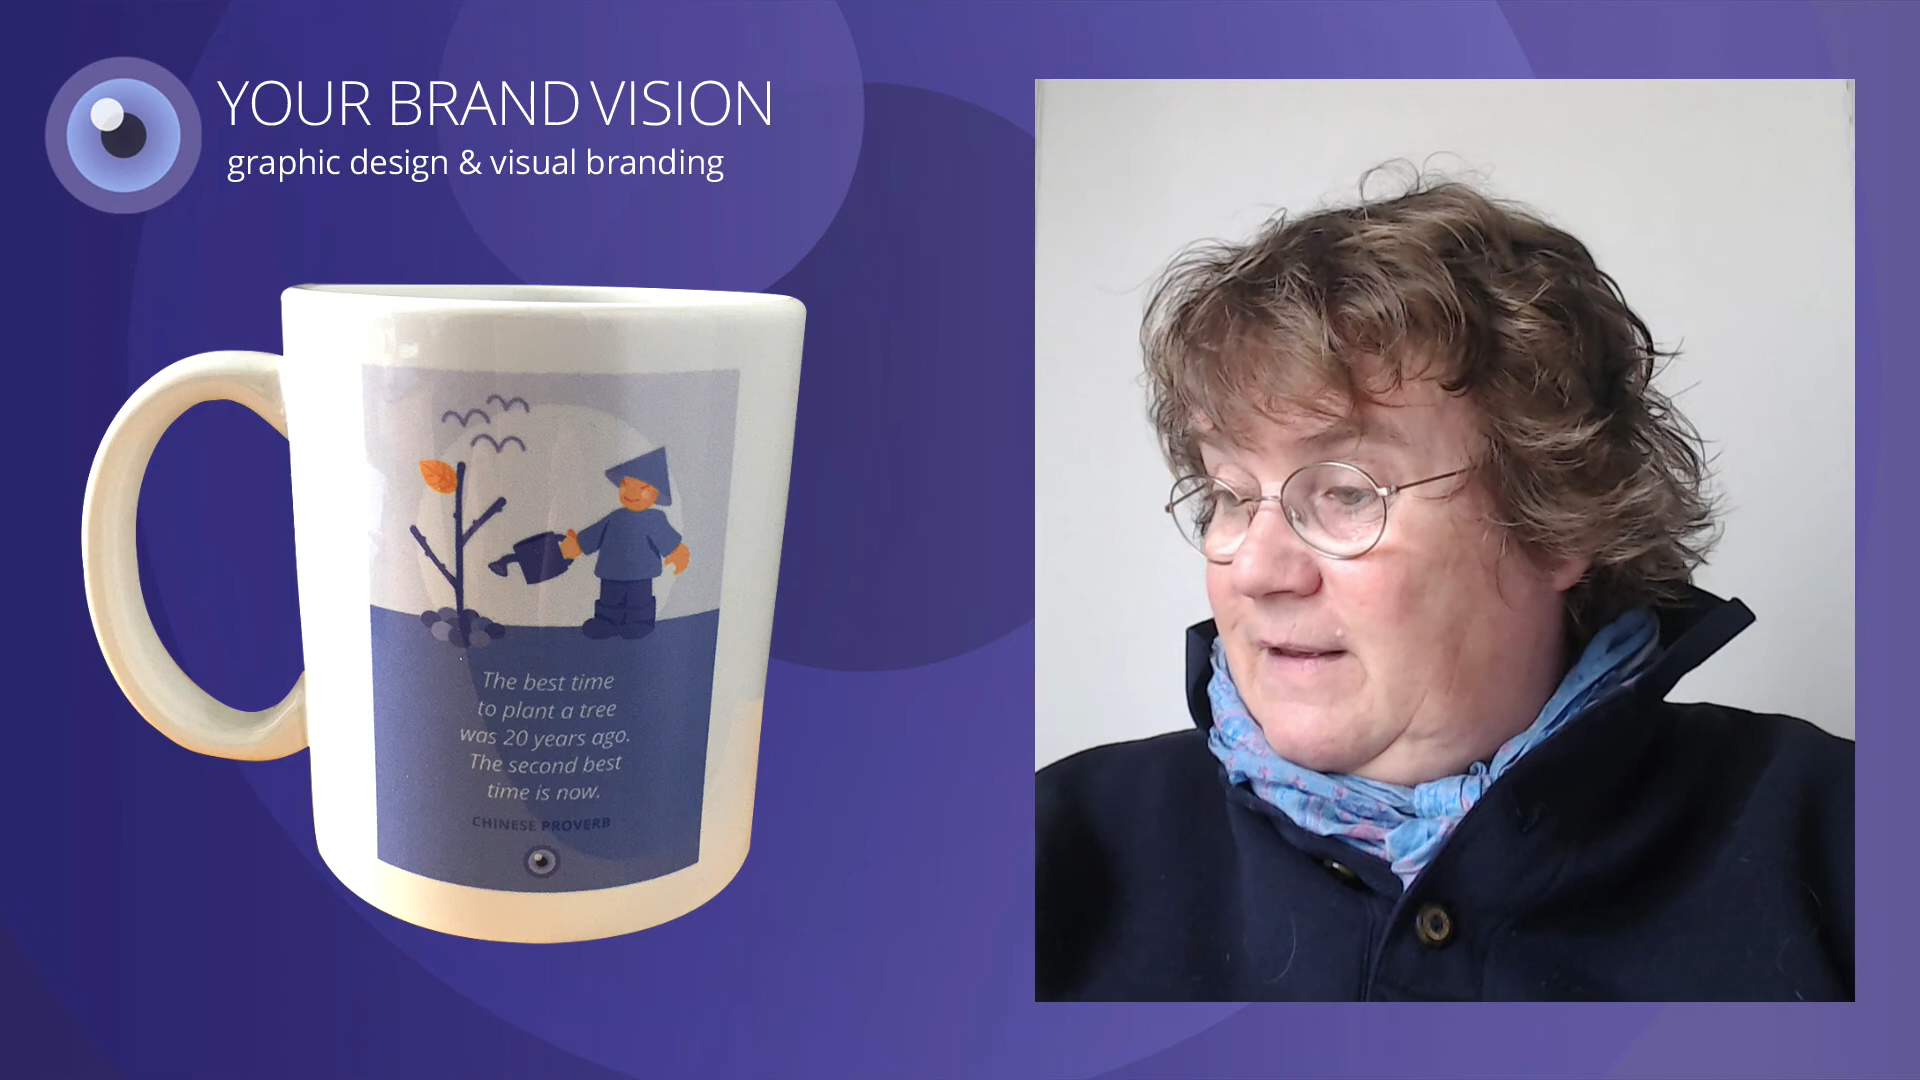 YOUR BRAND VISION
graphic design & visual branding
The best time
to plant a tree
was 20 years ago.
The second best
time is now.
CHINESE PROVERB